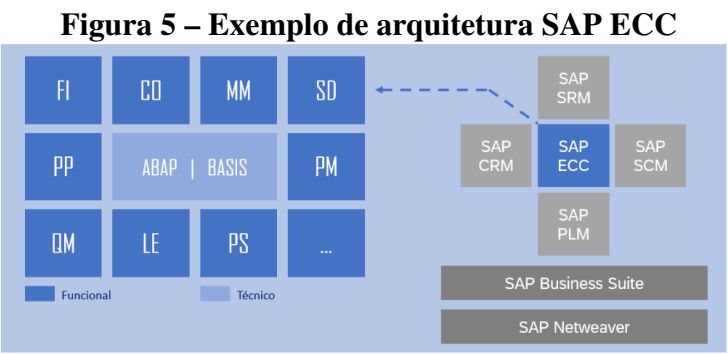 Figura 5 – Exemplo de arquitetura SAP ECC
FI
CO
MM
SD
PP
ABAP | BASIS
PM
QM
LE
PS
...
Funcional
Técnico
SAP
SRM
SAP
CRM
SAP
ECC
SAP
SCM
SAP
PLM
SAP Business Suite
SAP Netweaver